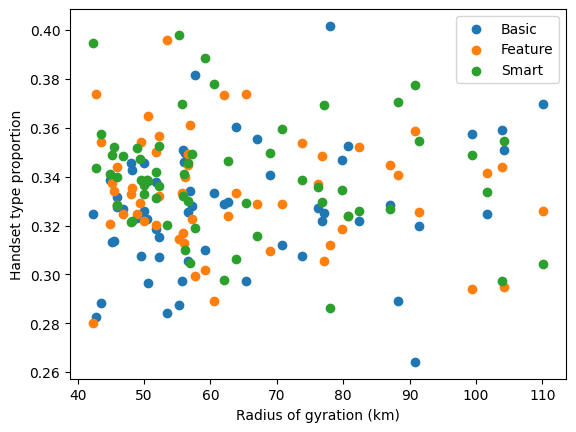 Basic
Feature
Smart
0.40
0.38
0.36
0.34
0.32
0.30
0.28
0.26
Handset type proportion
40 50 60 70 80 90 100 110
Radius of gyration (km)